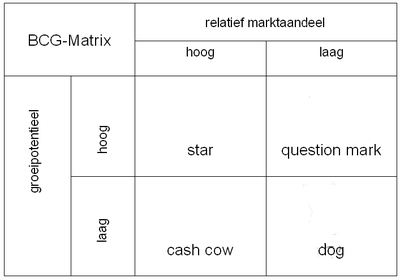 BCG-Matrix
relatief marktaandeel
hoog
laag
groeipotentieel
hoog
star
question mark
laag
cash cow
dog